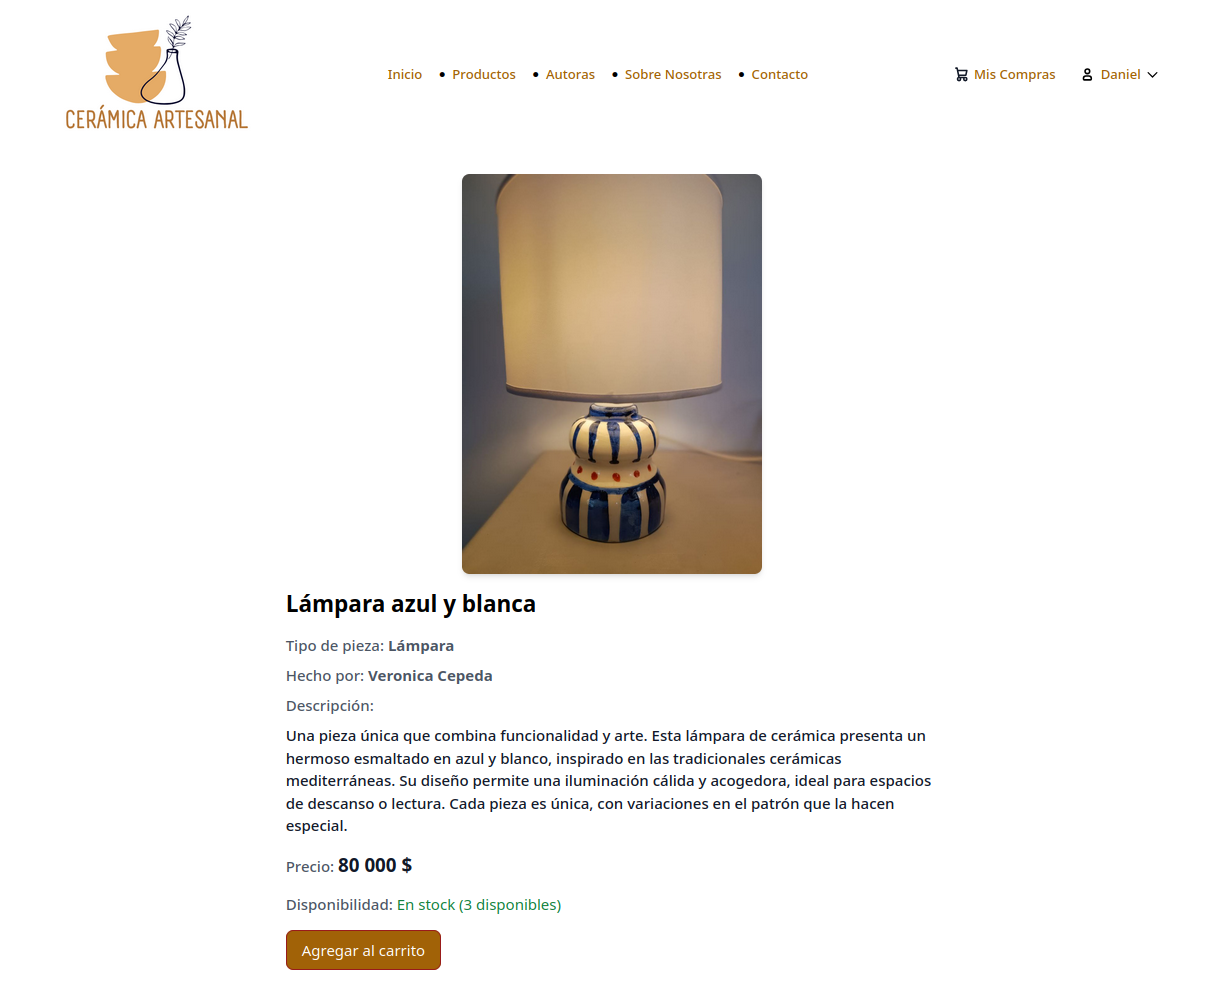 CERÁMICA ARTESANAL
Inicio • Productos • Autoras • Sobre Nosotras • Contacto
Mis Compras
Daniel
Lámpara azul y blanca
Tipo de pieza: Lámpara
Hecho por: Veronica Cepeda
Descripción:
Una pieza única que combina funcionalidad y arte. Esta lámpara de cerámica presenta un
hermoso esmaltado en azul y blanco, inspirado en las tradicionales cerámicas
mediterráneas. Su diseño permite una iluminación cálida y acogedora, ideal para espacios
de descanso o lectura. Cada pieza es única, con variaciones en el patrón que la hacen
especial.
Precio: 80 000 $
Disponibilidad: En stock (3 disponibles)
Agregar al carrito